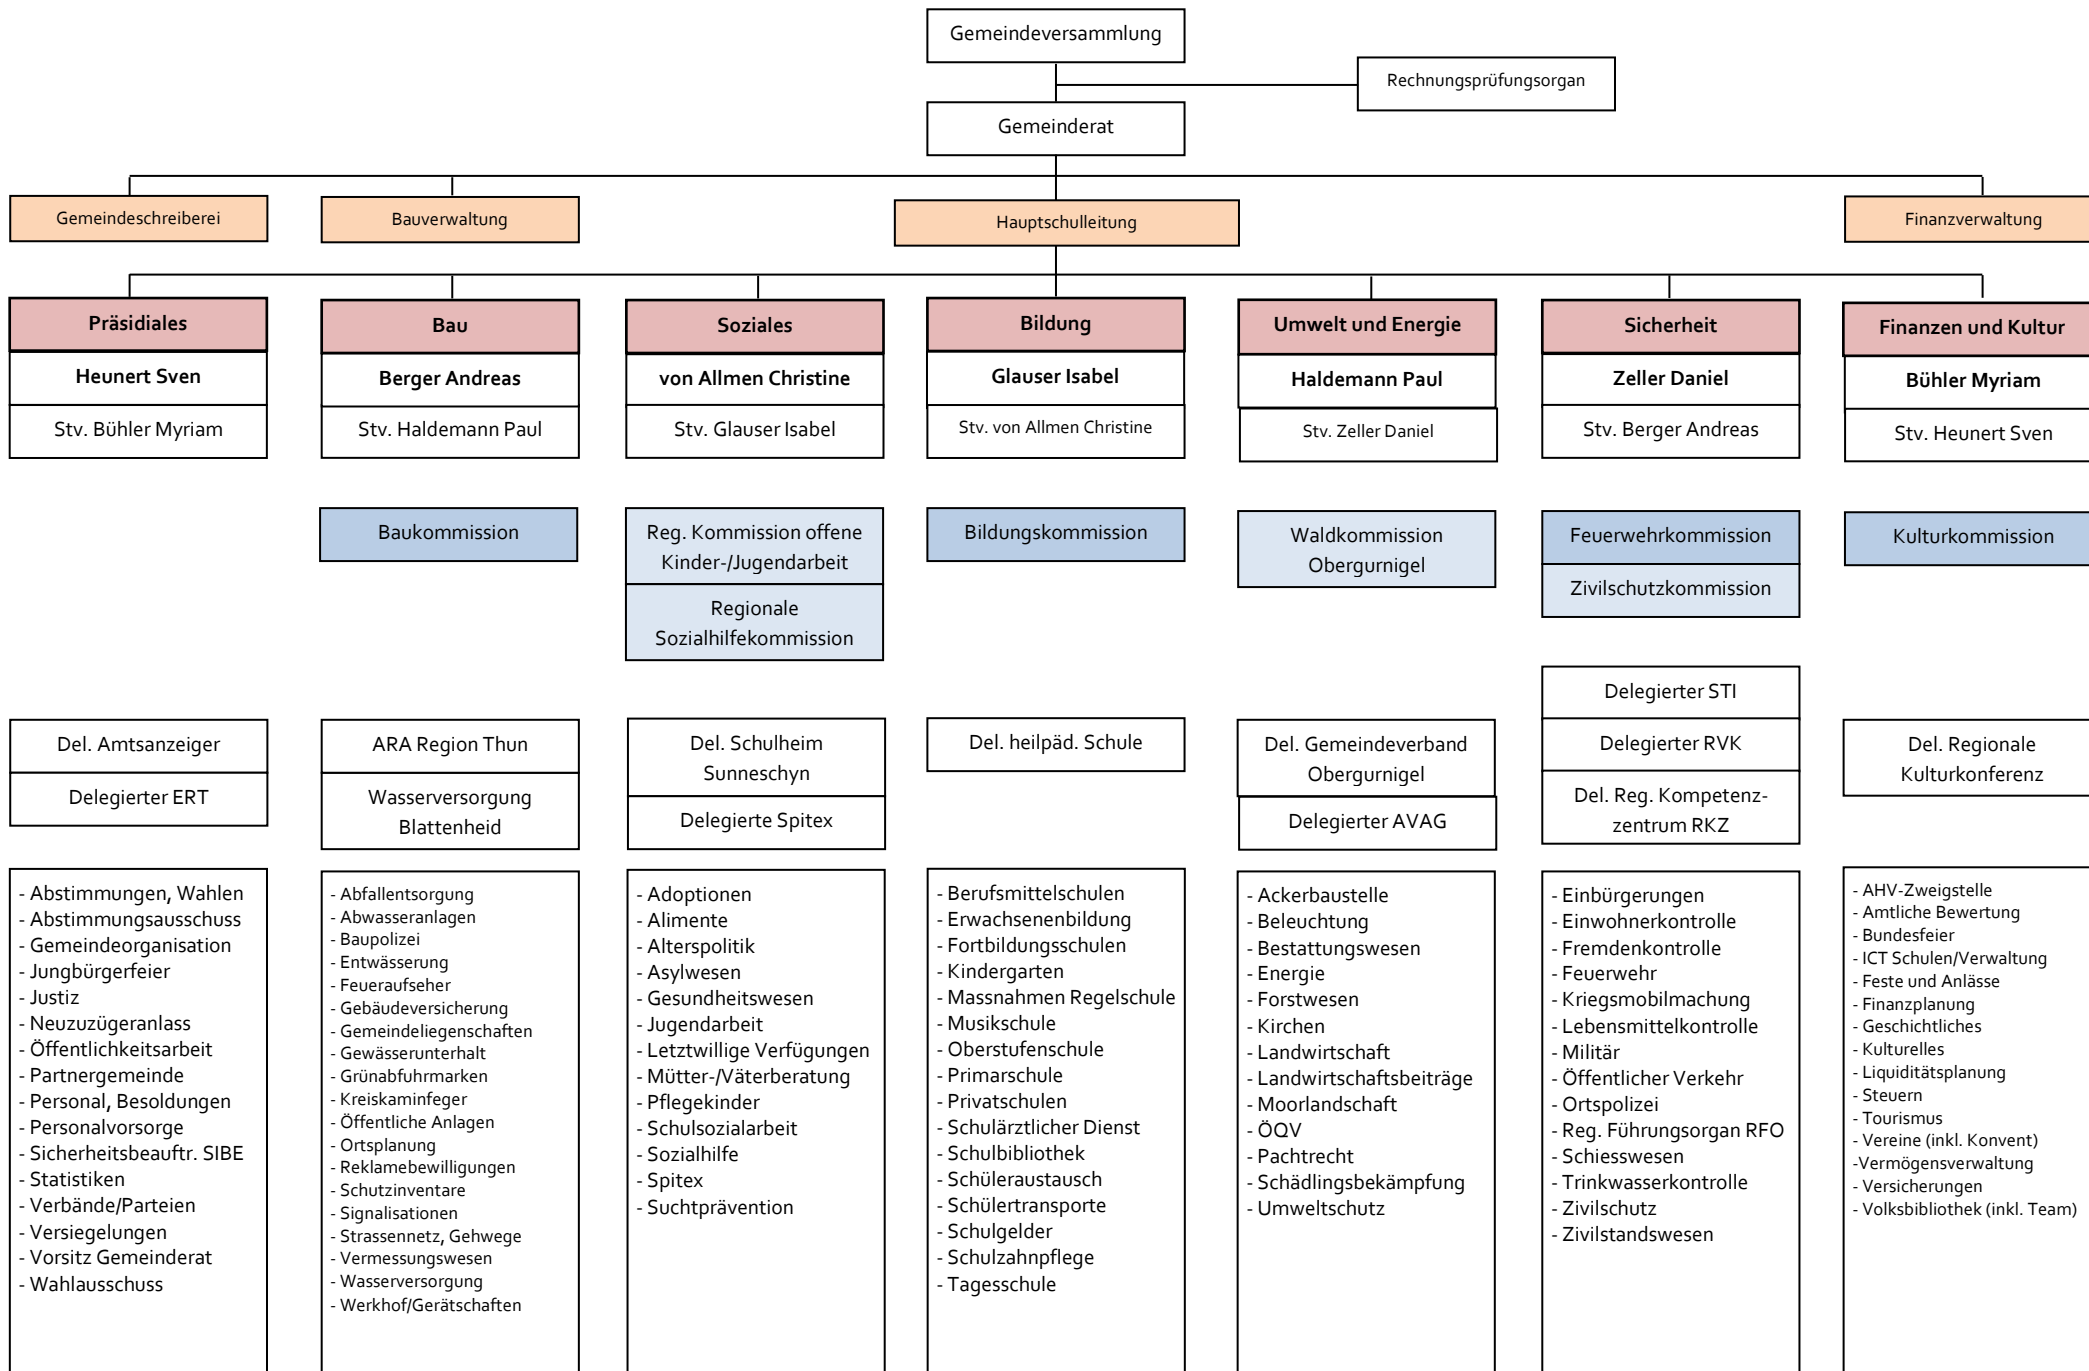 Gemeindeversammlung
Rechnungsprüfungsorgan
Gemeinderat
Gemeindeschreiberei
Bauverwaltung
Hauptschulleitung
Finanzverwaltung
Präsidiales
Heunert Sven
Stv. Bühler Myriam
Bau
Berger Andreas
Stv. Haldemann Paul
Soziales
von Allmen Christine
Stv. Glauser Isabel
Bildung
Glauser Isabel
Stv. von Allmen Christine
Umwelt und Energie
Haldemann Paul
Stv. Zeller Daniel
Sicherheit
Zeller Daniel
Stv. Berger Andreas
Finanzen und Kultur
Bühler Myriam
Stv. Heunert Sven
Baukommission
Reg. Kommission offene
Kinder-/Jugendarbeit
Regionale
Sozialhilfekommission
Bildungskommission
Waldkommission
Obergurnigel
Feuerwehrkommission
Zivilschutzkommission
Kulturkommission
Del. Amtsanzeiger
Delegierter ERT
ARA Region Thun
Wasserversorgung
Blattenheid
Del. Schulheim
Sunneschyn
Delegierte Spitex
Del. heilpäd. Schule
Del. Gemeindeverband
Obergurnigel
Delegierter AVAG
Delegierter STI
Delegierter RVK
Del. Reg. Kompetenz-
zentrum RKZ
Del. Regionale
Kulturkonferenz
- Abstimmungen, Wahlen
- Abstimmungsausschuss
- Gemeindeorganisation
- Jungbürgerfeier
- Justiz
- Neuzuzügeranlass
- Öffentlichkeitsarbeit
- Partnergemeinde
- Personal, Besoldungen
- Personalvorsorge
- Sicherheitsbeauftr. SIBE
- Statistiken
- Verbände/Parteien
- Versiegelungen
- Vorsitz Gemeinderat
- Wahlausschuss
- Abfallentsorgung
- Abwasseranlagen
- Baupolizei
- Entwässerung
- Feueraufseher
- Gebäudeversicherung
- Gemeindeliegenschaften
- Gewässerunterhalt
- Grünabfuhrmarken
- Kreiskaminfeger
- Öffentliche Anlagen
- Ortsplanung
- Reklamebewilligungen
- Schutzinventare
- Signalisationen
- Strassennetz, Gehwege
- Vermessungswesen
- Wasserversorgung
- Werkhof/Gerätschaften
- Adoptionen
- Alimente
- Alterspolitik
- Asylwesen
- Gesundheitswesen
- Jugendarbeit
- Letztwillige Verfügungen
- Mütter-/Väterberatung
- Pflegekinder
- Schulsozialarbeit
- Sozialhilfe
- Spitex
- Suchtprävention
- Berufsmittelschulen
- Erwachsenenbildung
- Fortbildungsschulen
- Kindergarten
- Massnahmen Regelschule
- Musikschule
- Oberstufenschule
- Primarschule
- Privatschulen
- Schulärztlicher Dienst
- Schulbibliothek
- Schüleraustausch
- Schülertransporte
- Schulgelder
- Schulzahnpflege
- Tagesschule
- Ackerbaustelle
- Beleuchtung
- Bestattungswesen
- Energie
- Forstwesen
- Kirchen
- Landwirtschaft
- Landwirtschaftsbeiträge
- Moorlandschaft
- ÖQV
- Pachtrecht
- Schädlingsbekämpfung
- Umweltschutz
- Einbürgerungen
- Einwohnerkontrolle
- Fremdenkontrolle
- Feuerwehr
- Kriegsmobilmachung
- Lebensmittelkontrolle
- Militär
- Öffentlicher Verkehr
- Ortspolizei
- Reg. Führungsorgan RFO
- Schiesswesen
- Trinkwasserkontrolle
- Zivilschutz
- Zivilstandswesen
- AHV-Zweigstelle
- Amtliche Bewertung
- Bundesfeier
- ICT Schulen/Verwaltung
- Feste und Anlässe
- Finanzplanung
- Geschichtliches
- Kulturelles
- Liquiditätsplanung
- Steuern
- Tourismus
- Vereine (inkl. Konvent)
-Vermögensverwaltung
- Versicherungen
- Volksbibliothek (inkl. Team)